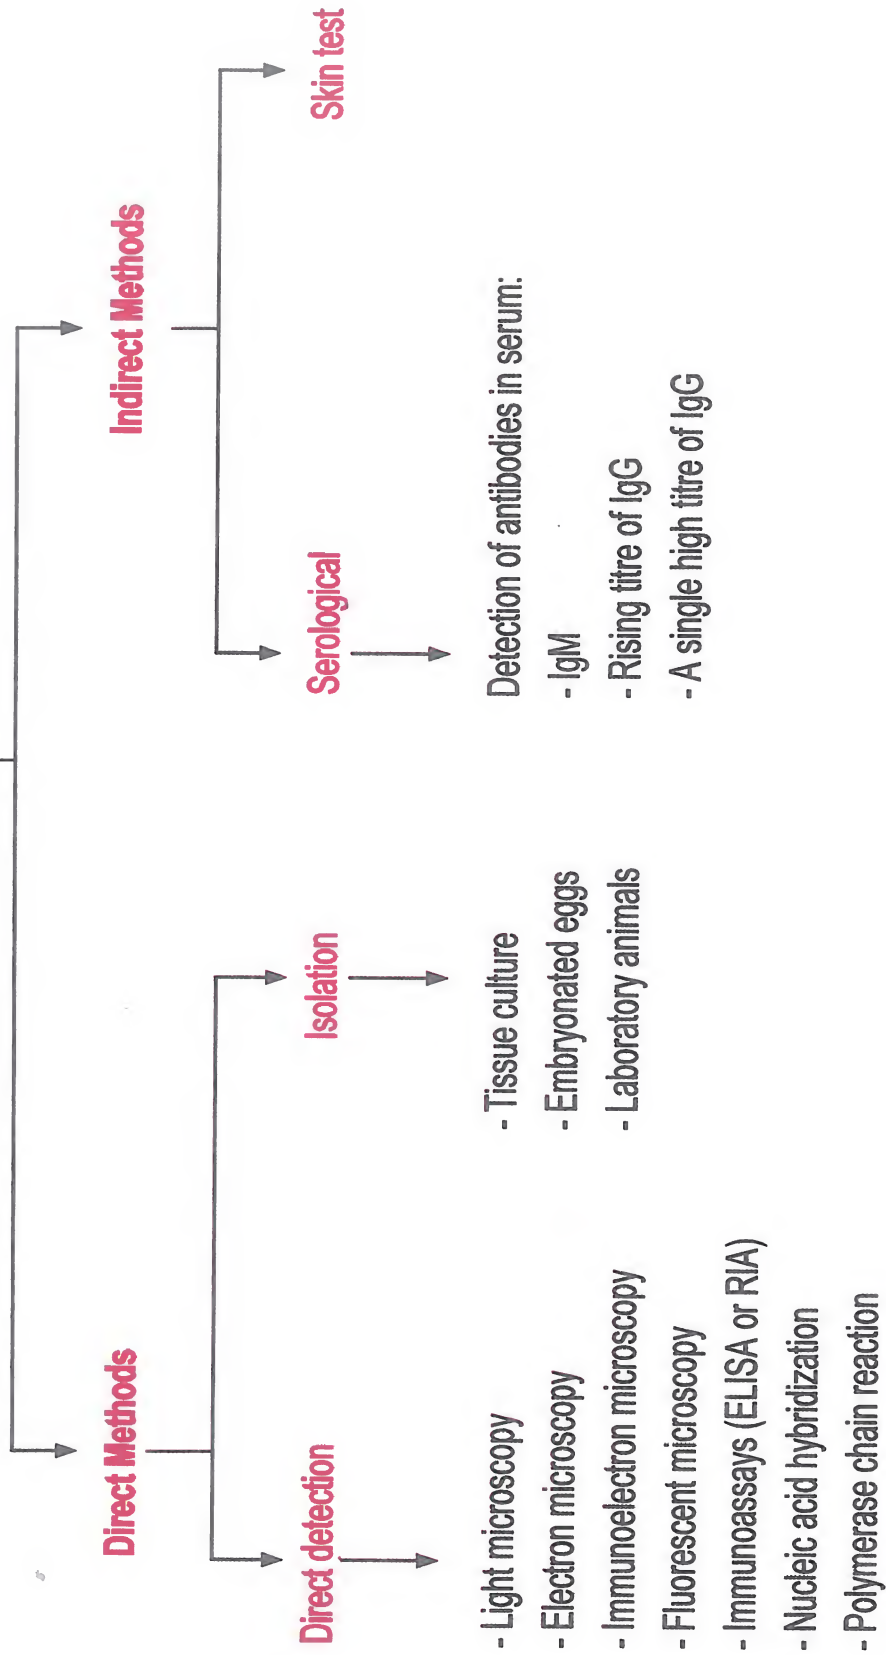 Direct Methods
Indirect Methods
Direct detection
Isolation
Serological
Skin test
- Light microscopy
- Electron microscopy
- Immunoelectron microscopy
- Fluorescent microscopy
- Immunoassays (ELISA or RIA)
- Nucleic acid hybridization
- Polymerase chain reaction
- Tissue culture
- Embryonated eggs
- Laboratory animals
Detection of antibodies in serum:
- IgM
- Rising titre of IgG
- A single high titre of IgG